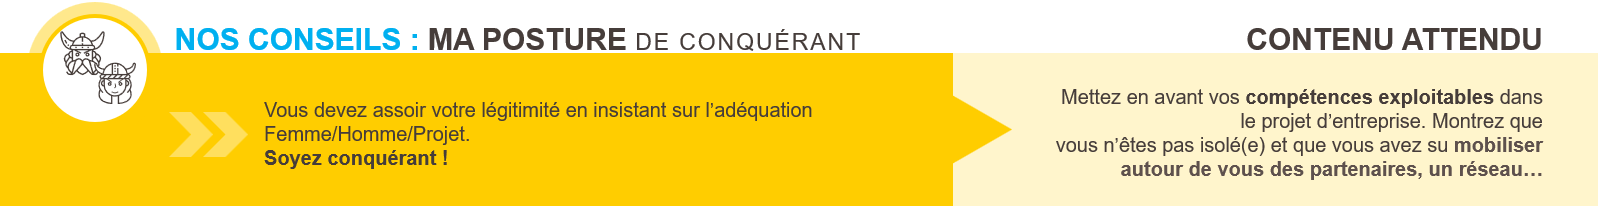 NOS CONSEILS : MA POSTURE DE CONQUÉRANT
Vous devez assoir votre légitimité en insistant sur l’adéquation
Femme/Homme/Projet.
Soyez conquérant !
CONTENU ATTENDU
Mettez en avant vos compétences exploitables dans
le projet d’entreprise. Montrez que
vous n’êtes pas isolé(e) et que vous avez su mobiliser
autour de vous des partenaires, un réseau…